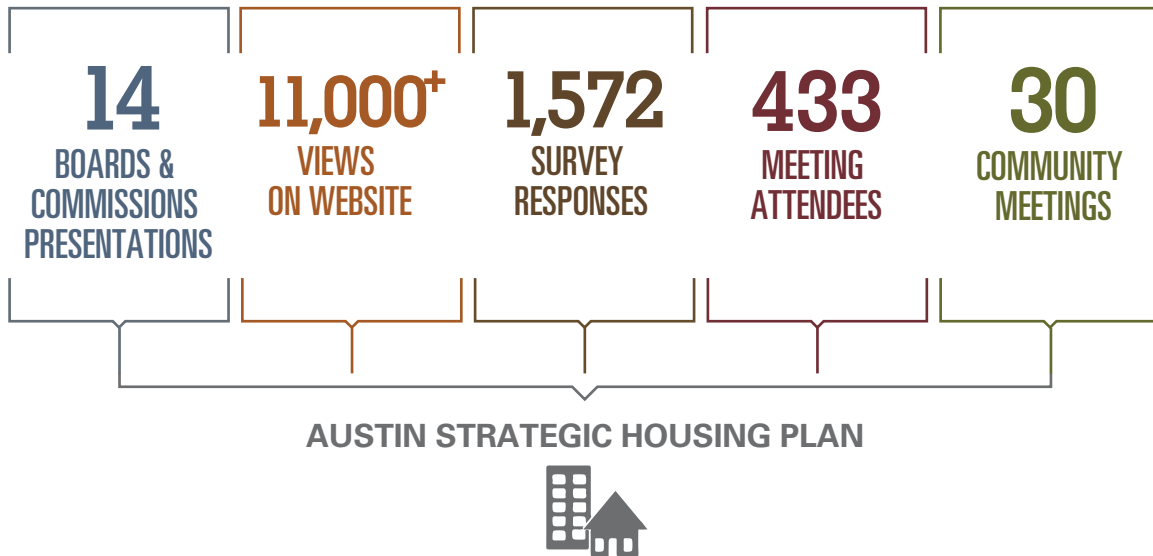 14
BOARDS &
COMMISSIONS
PRESENTATIONS
11,000+
VIEWS
ON WEBSITE
1,572
SURVEY
RESPONSES
433
MEETING
ATTENDEES
30
COMMUNITY
MEETINGS
AUSTIN STRATEGIC HOUSING PLAN